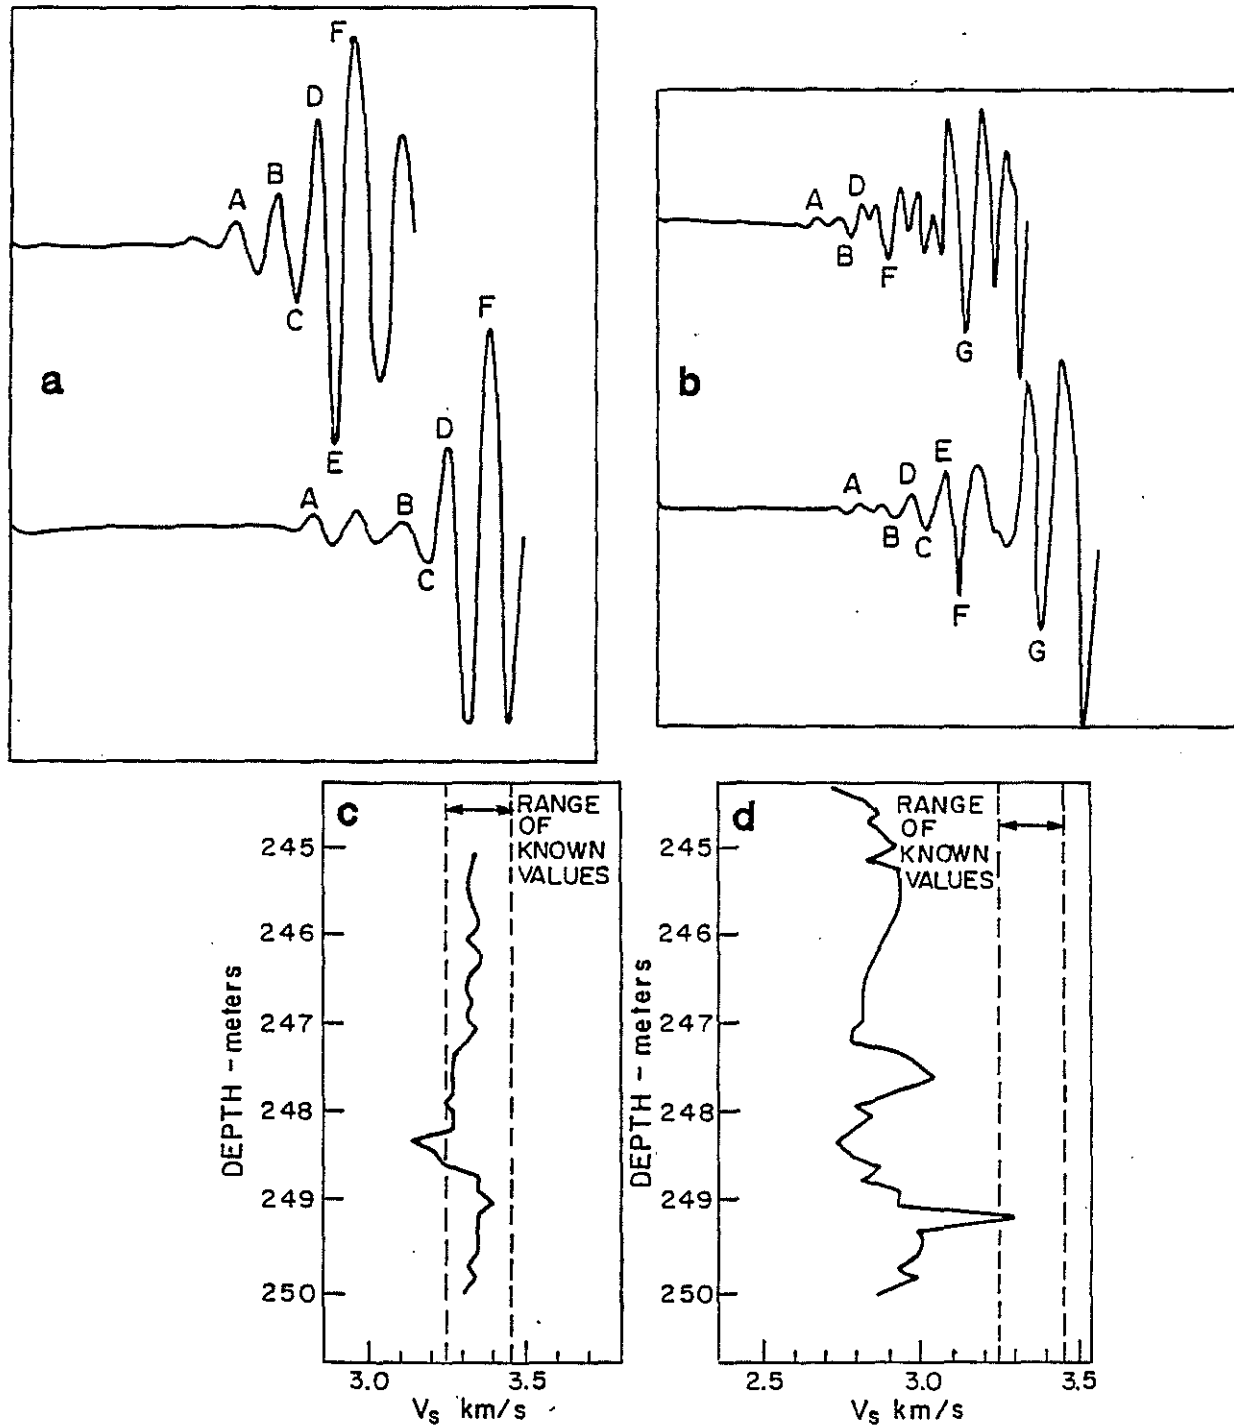 a
F
D
B
A
C
E
F
D
B
A
C
b
D
A
B
F
G
E
D
A
B
C
F
G
c
RANGE
OF
KNOWN
VALUES
245
246
247
248
249
250
DEPTH - meters
3.0 3.5
Vs km/s
d
RANGE
OF
KNOWN
VALUES
245
246
247
248
249
250
DEPTH - meters
2.5 3.0 3.5
Vs km/s